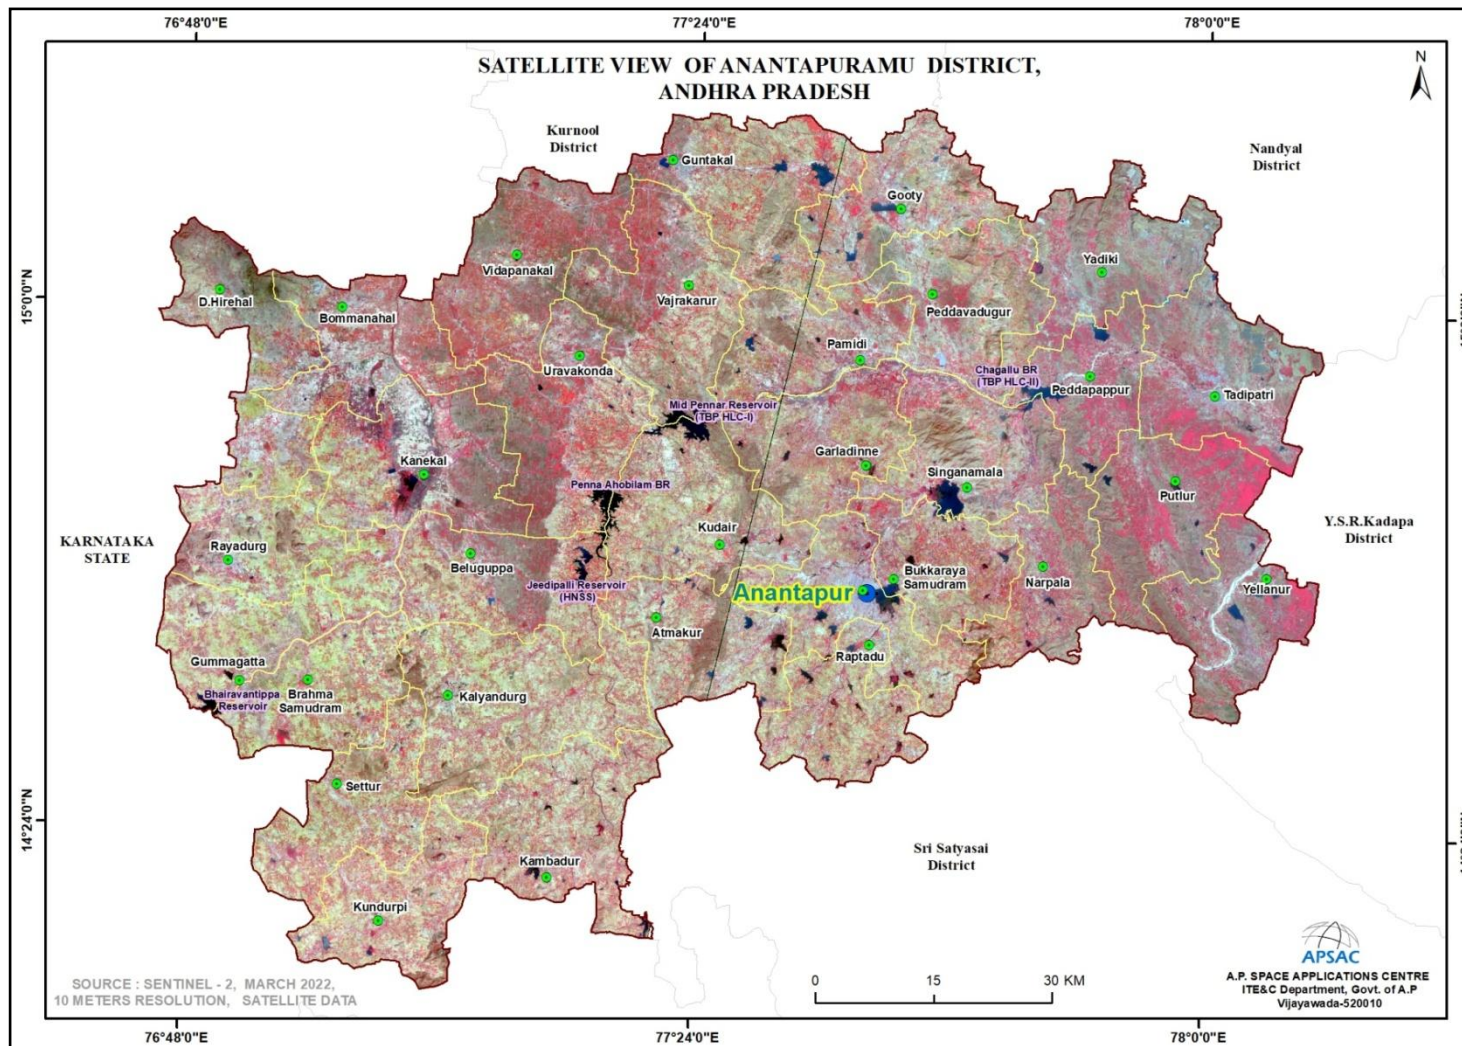 76°48'0"E
77°24'0"E
78°0'0"E
SATELLITE VIEW OF ANANTAPURAMU DISTRICT,
ANDHRA PRADESH
N
Kurnool
District
Nandyal
District
Guntakal
Gooty
Vidapanakal
Yadiki
15°0'0"N
D.Hirehal
Bommanahal
Vajrakarur
Peddavadugur
Pamidi
Uravakonda
Chagallu BR
(TBP HLC-II)
Peddapappur
Tadipatri
Mid Pennar Reservoir
(TBP HLC-I)
Kanekal
Garladinne
Singanamala
Penna Ahobilam BR
Putlur
KARNATAKA
STATE
Y.S.R.Kadapa
District
Rayadurg
Beluguppa
Kudair
Jeedipalli Reservoir
(HNSS)
Anantapur
Bukkaraya
Samudram
Narpala
Yellanur
Atmakur
Raptadu
Gummagatta
Bhairavantippa
Reservoir
Brahma
Samudram
Kalyandurg
Settur
14°24'0"N
Sri Satyasai
District
Kambadur
Kundurpi
SOURCE : SENTINEL - 2, MARCH 2022,
10 METERS RESOLUTION, SATELLITE DATA
0 15 30 KM
APSAC
A.P. SPACE APPLICATIONS CENTRE
ITE&C Department, Govt. of A.P
Vijayawada-520010
76°48'0"E
77°24'0"E
78°0'0"E